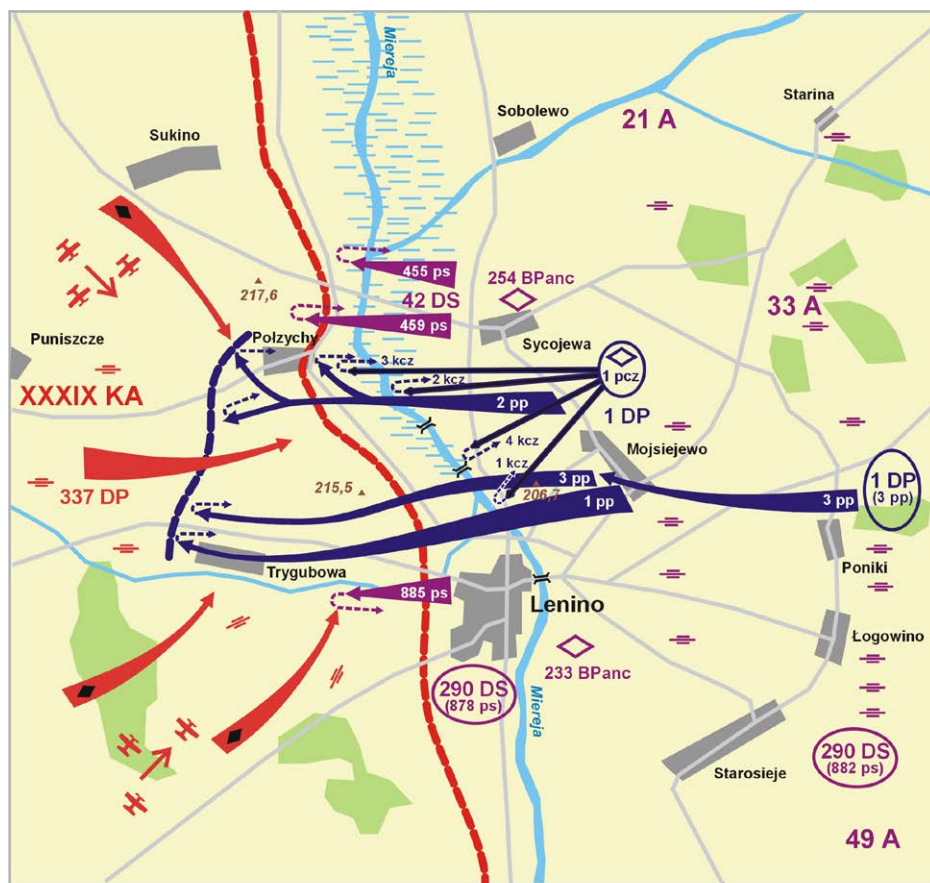 Miereja
Sobolewo
21 A
Starina
Sukino
455 ps
254 BPanc
42 DS
217,6
459 ps
33 A
Puniszcze
Połzychy
Sycojewa
3 kcz
1 pcz
XXXIX KA
2 kcz
2 pp
1 DP
4 kcz
Mojsiejewo
1 kcz
337 DP
215,5
3 pp
206,7
1 pp
3 pp
1 DP
(3 pp)
Trygubowa
Poniki
885 ps
Lenino
Łogowino
233 BPanc
290 DS
(878 ps)
Miereja
290 DS
(882 ps)
Starosieje
49 A